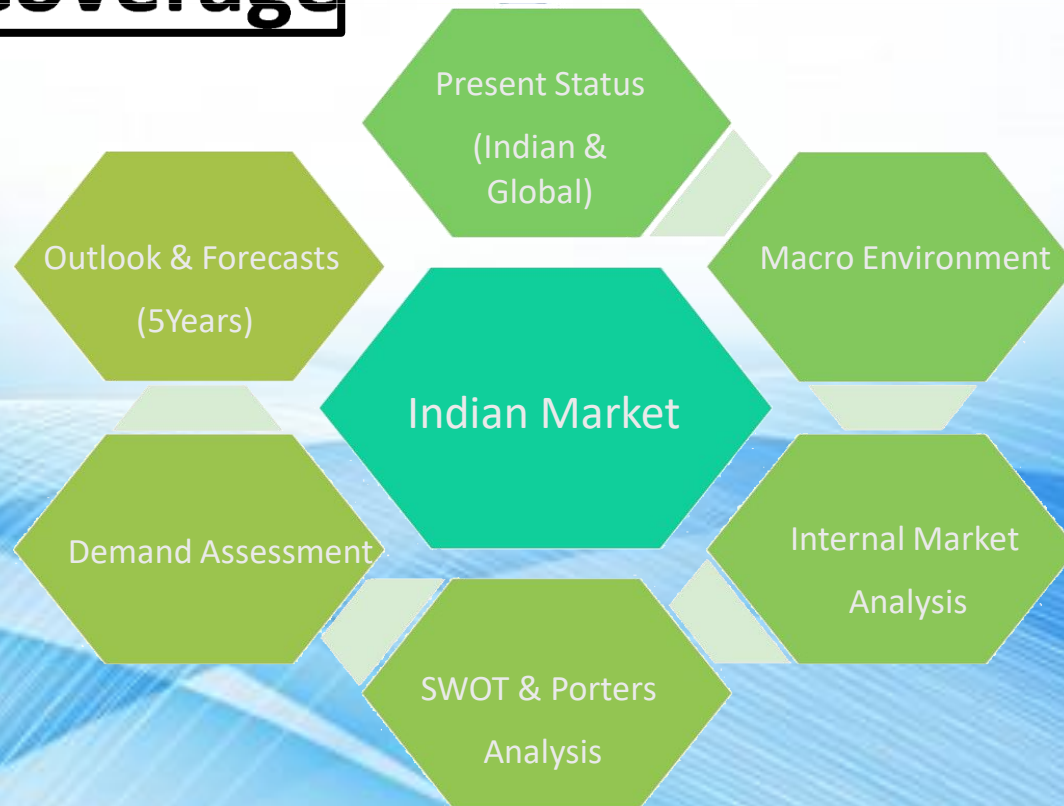 Coverage
Present Status
(Indian &
Global)
Outlook & Forecasts
(5Years)
Macro Environment
Indian Market
Demand Assessment
Internal Market
Analysis
SWOT & Porters
Analysis